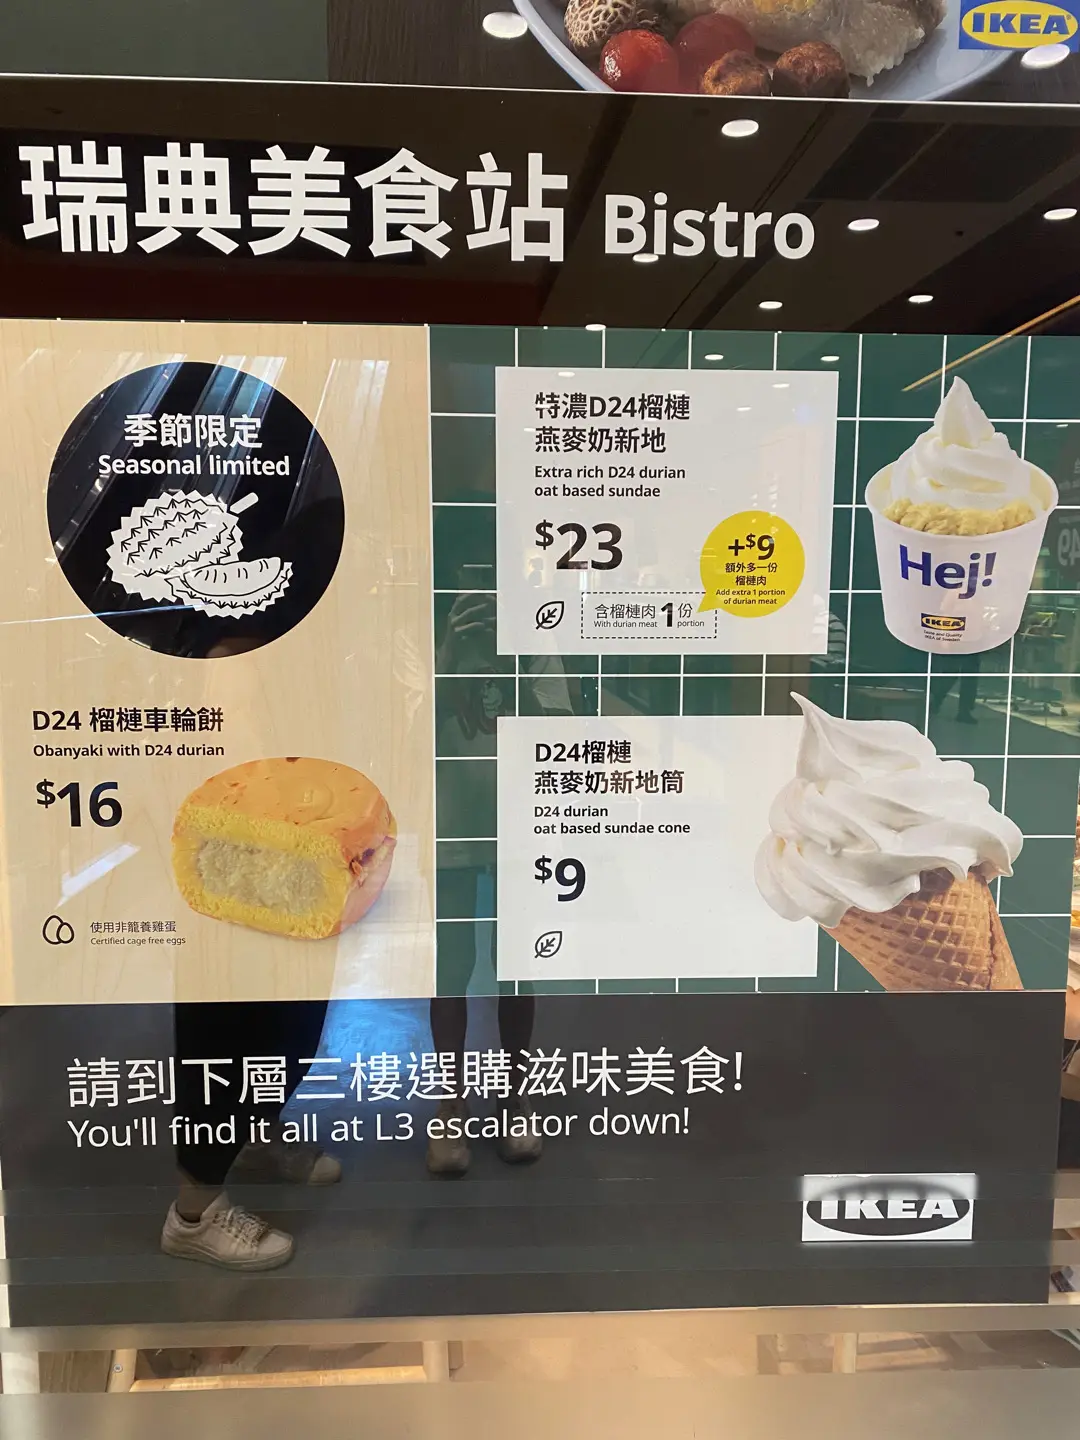 IKEA
瑞典美食站 Bistro
季節限定
Seasonal limited
D24 榴槤車輪餅
Obanyaki with D24 durian
$16
使用非籠養雞蛋
Certified cage free eggs
特濃D24榴槤
燕麥奶新地
Extra rich D24 durian
oat based sundae
$23
+$9
額外多一份
榴槤肉
Add extra 1 portion
of durian meat
含榴槤肉 1 份
With durian meat portion
Hej!
IKEA
D24榴槤
燕麥奶新地筒
D24 durian
oat based sundae cone
$9
請到下層三樓選購滋味美食!
You'll find it all at L3 escalator down!
IKEA